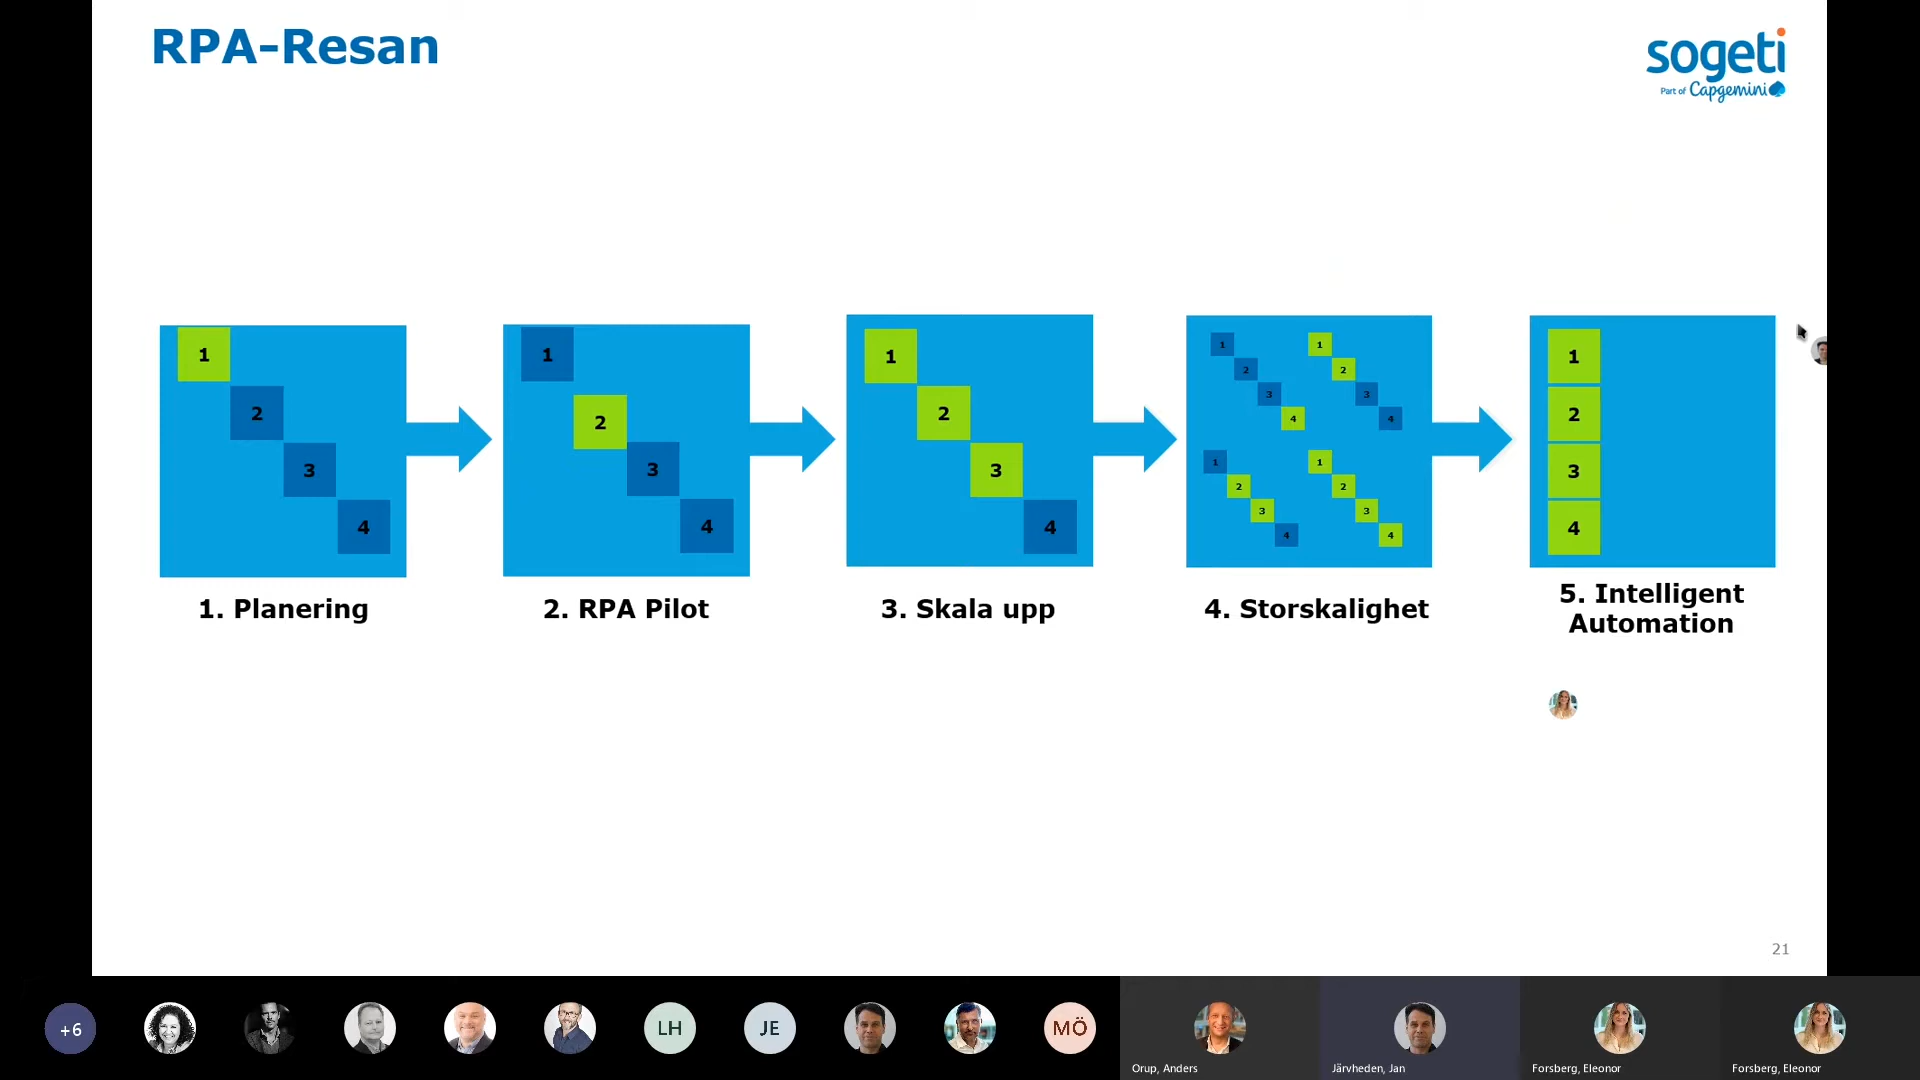 RPA-Resan
sogeti
Part of Capgemini
1
2
3
4
1. Planering
1
2
3
4
2. RPA Pilot
1
2
3
4
3. Skala upp
1
2
3
4
1
2
3
4
1
2
3
4
1
2
3
4
4. Storskalighet
1
2
3
4
5. Intelligent
Automation
21
+6
LH
JE
MÖ
Orup, Anders
Järvheden, Jan
Forsberg, Eleonor
Forsberg, Eleonor